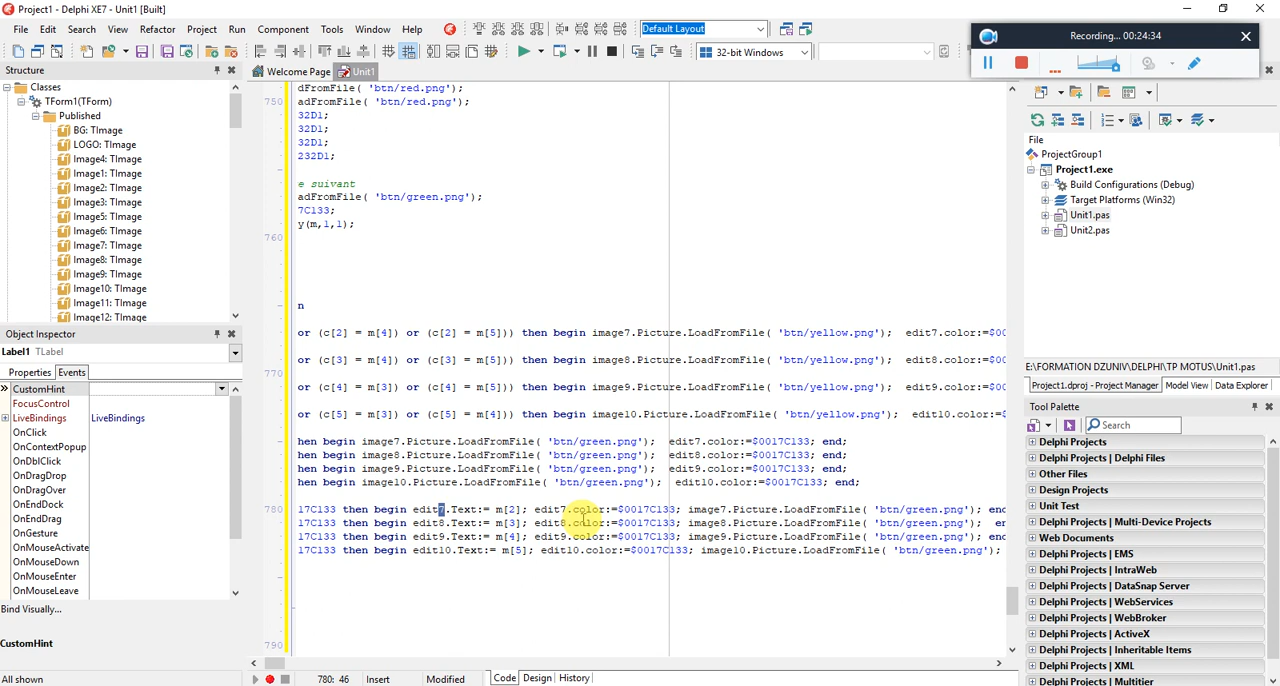 Project1 - Delphi XE7 - Unit1 [Built]
File Edit Search View Refactor Project Run Component Tools Window Help
Default Layout
Recording... 00:24:34
32-bit Windows
Structure
Welcome Page Unit1
Classes
TForm1(TForm)
Published
BG: TImage
LOGO: TImage
Image4: TImage
Image1: TImage
Image2: TImage
Image3: TImage
Image5: TImage
Image6: TImage
Image7: TImage
Image8: TImage
Image9: TImage
Image10: TImage
Image11: TImage
Image12: TImage
Object Inspector
Label1 TLabel
Properties Events
CustomHint
FocusControl
LiveBindings LiveBindings
OnClick
OnContextPopup
OnDblClick
OnDragDrop
OnDragOver
OnEndDock
OnEndDrag
OnGesture
OnMouseActivate
OnMouseDown
OnMouseEnter
OnMouseLeave
Bind Visually...
CustomHint
All shown
dFromFile( 'btn/red.png');
750 adFromFile( 'btn/red.png');
32D1;
32D1;
32D1;
232D1;
e suivant
adFromFile( 'btn/green.png');
7C133;
y(m,1,1);
760
n
or (c[2] = m[4]) or (c[2] = m[5])) then begin image7.Picture.LoadFromFile( 'btn/yellow.png'); edit7.color:=$00
or (c[3] = m[4]) or (c[3] = m[5])) then begin image8.Picture.LoadFromFile( 'btn/yellow.png'); edit8.color:=$00
770
or (c[4] = m[3]) or (c[4] = m[5])) then begin image9.Picture.LoadFromFile( 'btn/yellow.png'); edit9.color:=$00
or (c[5] = m[3]) or (c[5] = m[4])) then begin image10.Picture.LoadFromFile( 'btn/yellow.png'); edit10.color:=$
hen begin image7.Picture.LoadFromFile( 'btn/green.png'); edit7.color:=$0017C133; end;
hen begin image8.Picture.LoadFromFile( 'btn/green.png'); edit8.color:=$0017C133; end;
hen begin image9.Picture.LoadFromFile( 'btn/green.png'); edit9.color:=$0017C133; end;
hen begin image10.Picture.LoadFromFile( 'btn/green.png'); edit10.color:=$0017C133; end;
780 17C133 then begin edit7.Text:= m[2]; edit7.color:=$0017C133; image7.Picture.LoadFromFile( 'btn/green.png'); end
17C133 then begin edit8.Text:= m[3]; edit8.color:=$0017C133; image8.Picture.LoadFromFile( 'btn/green.png'); en
17C133 then begin edit9.Text:= m[4]; edit9.color:=$0017C133; image9.Picture.LoadFromFile( 'btn/green.png'); end
17C133 then begin edit10.Text:= m[5]; edit10.color:=$0017C133; image10.Picture.LoadFromFile( 'btn/green.png');
790
780: 46 Insert Modified Code Design History
File
ProjectGroup1
Project1.exe
Build Configurations (Debug)
Target Platforms (Win32)
Unit1.pas
Unit2.pas
E:\FORMATION DZUNIV\DELPHI\TP MOTUS\Unit1.pas
Project1.dproj - Project Manager Model View Data Explorer
Tool Palette
Search
Delphi Projects
Delphi Projects | Delphi Files
Other Files
Design Projects
Unit Test
Delphi Projects | Multi-Device Projects
Web Documents
Delphi Projects | EMS
Delphi Projects | IntraWeb
Delphi Projects | DataSnap Server
Delphi Projects | WebServices
Delphi Projects | WebBroker
Delphi Projects | ActiveX
Delphi Projects | Inheritable Items
Delphi Projects | XML
Delphi Projects | Multitier